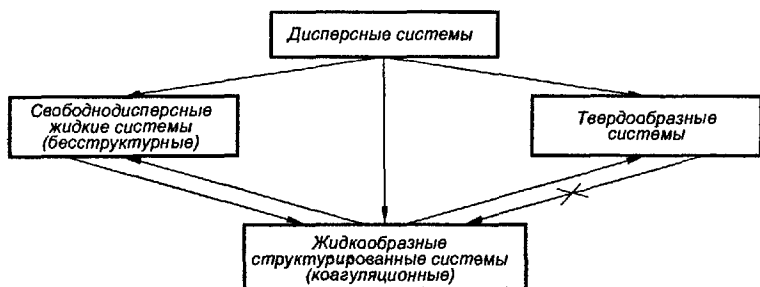 Дисперсные системы
Свободнодисперсные
жидкие системы
(бесструктурные)
Твердообразные
системы
Жидкообразные
структурированные системы
(коагуляционные)